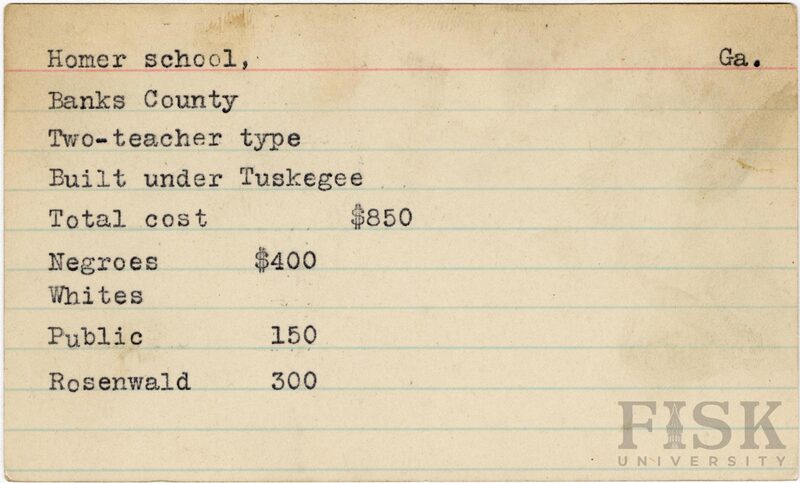 Homer school, Ga.
Banks County
Two-teacher type
Built under Tuskegee
Total cost $850
Negroes $400
Whites
Public 150
Rosenwald 300
FISK
UNIVERSITY